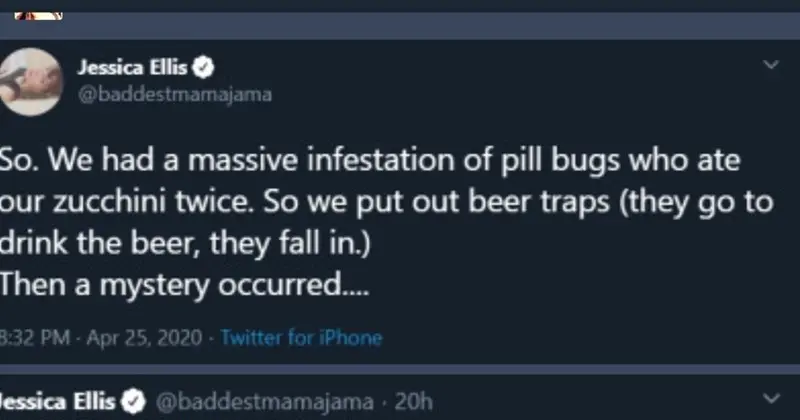 Jessica Ellis
@baddestmamajama
So. We had a massive infestation of pill bugs who ate
our zucchini twice. So we put out beer traps (they go to
drink the beer, they fall in.)
Then a mystery occurred....
8:32 PM · Apr 25, 2020 · Twitter for iPhone
Jessica Ellis @baddestmamajama · 20h